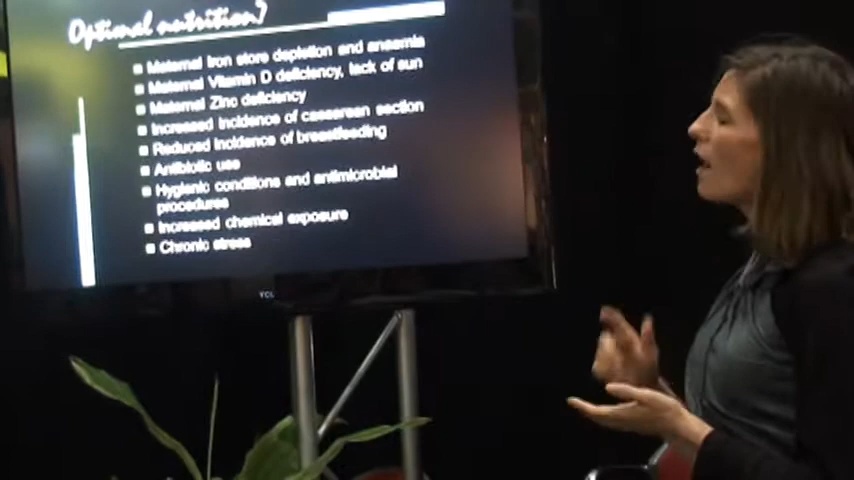 Optimal nutrition?
Maternal Iron store depletion and anaemia
Maternal Vitamin D deficiency, lack of sun
Maternal Zinc deficiency
Increased incidence of caesarean section
Reduced incidence of breastfeeding
Antibiotic use
Hygienic conditions and antimicrobial
procedures
Increased chemical exposure
Chronic stress
TCL